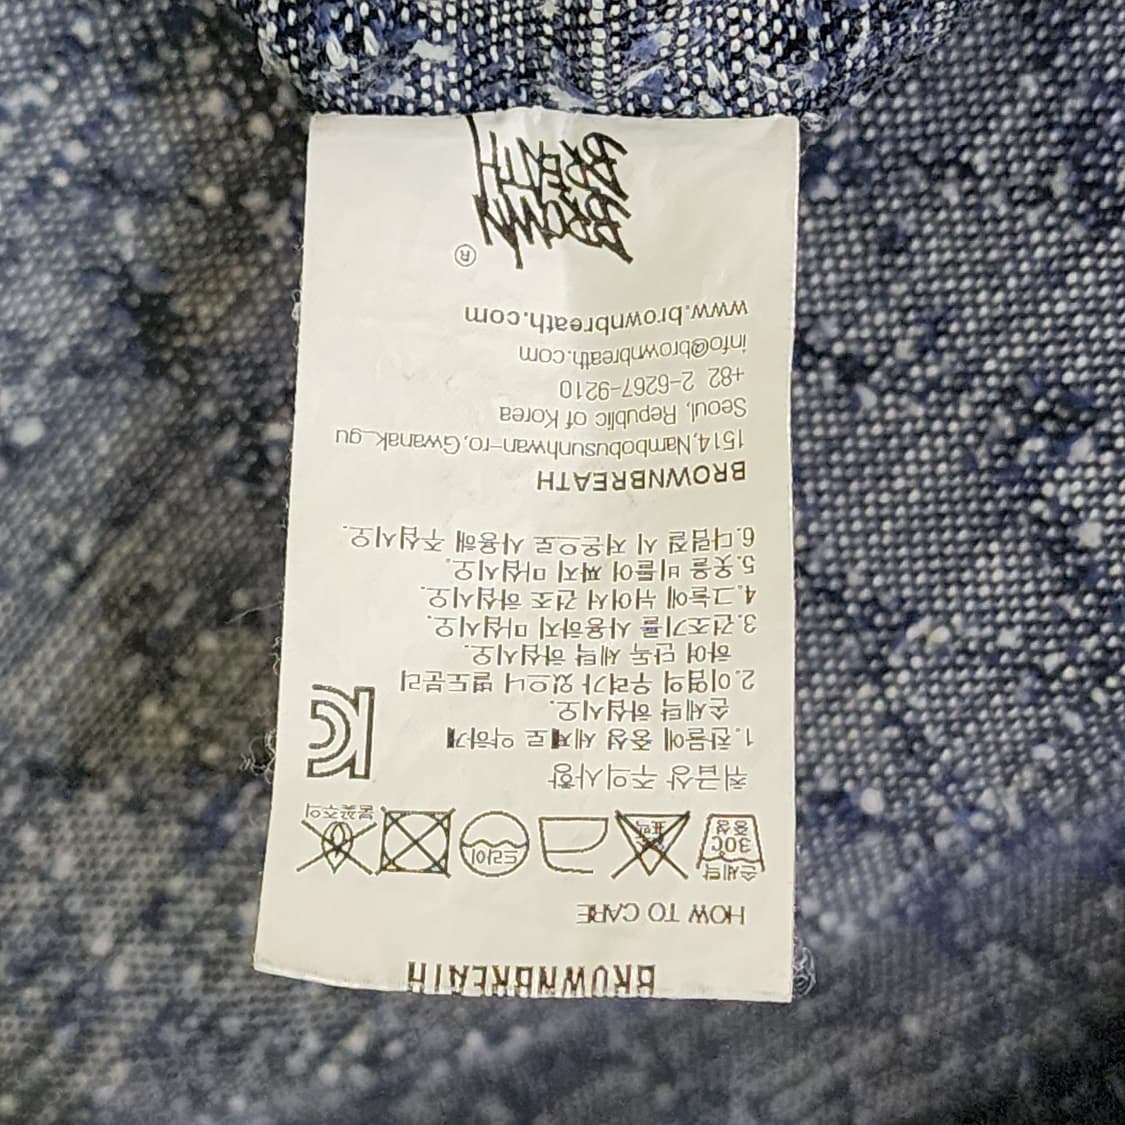 BROWNBREATH
HOW TO CARE
손세탁
30℃
중성
표백
드라이
불꽃주의
취급상 주의사항
1.찬물에 중성 세제로 약하게
손세탁 하십시오.
2.이염의 우려가 있으니 별도분리
하여 단독 세탁 하십시오.
3.건조기를 사용하지 마십시오.
4.그늘에 뉘어서 건조 하십시오.
5.옷을 비틀어 짜지 마십시오.
6.다림질 시 저온으로 사용해 주십시오.
BROWNBREATH
1514,Nambobusunhwan-ro,Gwanak_gu
Seoul, Republic of Korea
+82 2-6267-9210
info@brownbreath.com
www.brownbreath.com
®
BROWN
BREATH